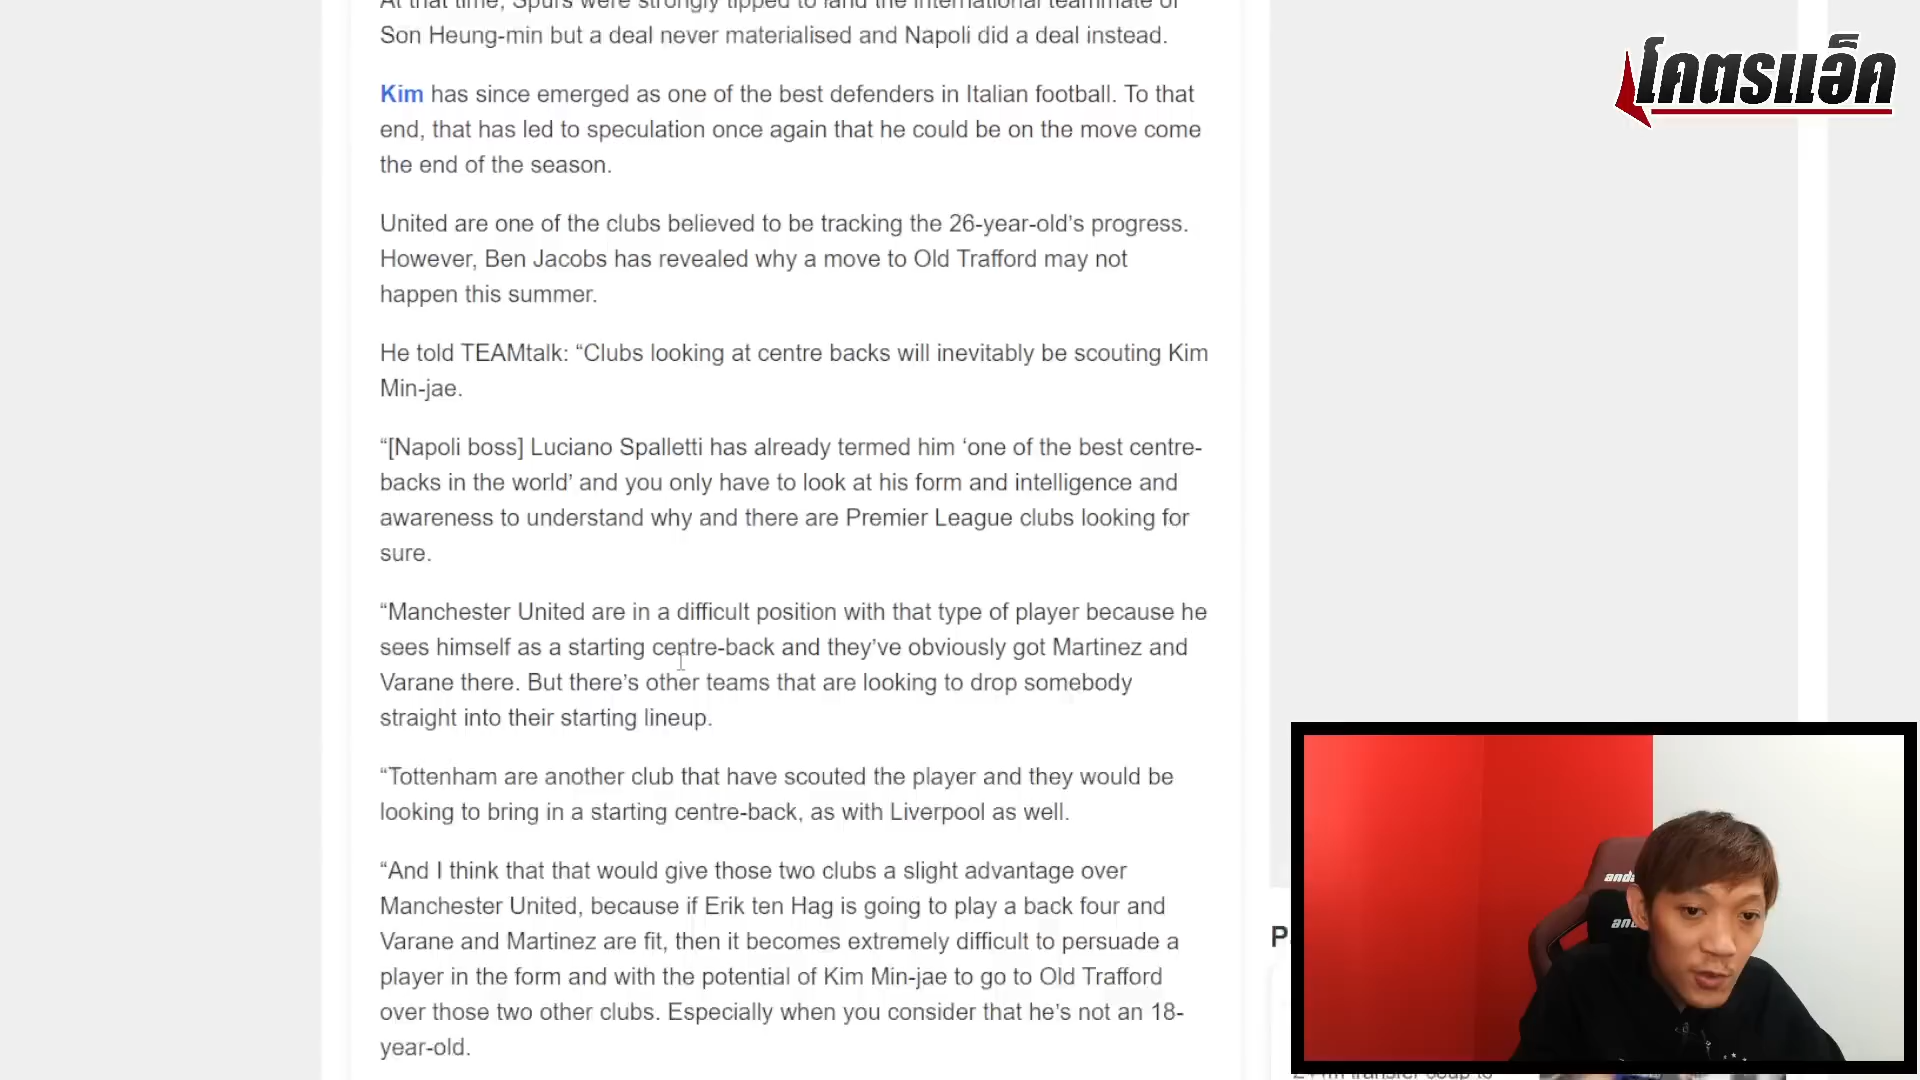 At that time, Spurs were strongly tipped to land the international teammate of
Son Heung-min but a deal never materialised and Napoli did a deal instead.
โคตรแอ็ค
Kim has since emerged as one of the best defenders in Italian football. To that
end, that has led to speculation once again that he could be on the move come
the end of the season.
United are one of the clubs believed to be tracking the 26-year-old’s progress.
However, Ben Jacobs has revealed why a move to Old Trafford may not
happen this summer.
He told TEAMtalk: “Clubs looking at centre backs will inevitably be scouting Kim
Min-jae.
“[Napoli boss] Luciano Spalletti has already termed him ‘one of the best centre-
backs in the world’ and you only have to look at his form and intelligence and
awareness to understand why and there are Premier League clubs looking for
sure.
“Manchester United are in a difficult position with that type of player because he
sees himself as a starting centre-back and they’ve obviously got Martinez and
Varane there. But there’s other teams that are looking to drop somebody
straight into their starting lineup.
“Tottenham are another club that have scouted the player and they would be
looking to bring in a starting centre-back, as with Liverpool as well.
“And I think that that would give those two clubs a slight advantage over
Manchester United, because if Erik ten Hag is going to play a back four and
Varane and Martinez are fit, then it becomes extremely difficult to persuade a
player in the form and with the potential of Kim Min-jae to go to Old Trafford
over those two other clubs. Especially when you consider that he’s not an 18-
year-old.